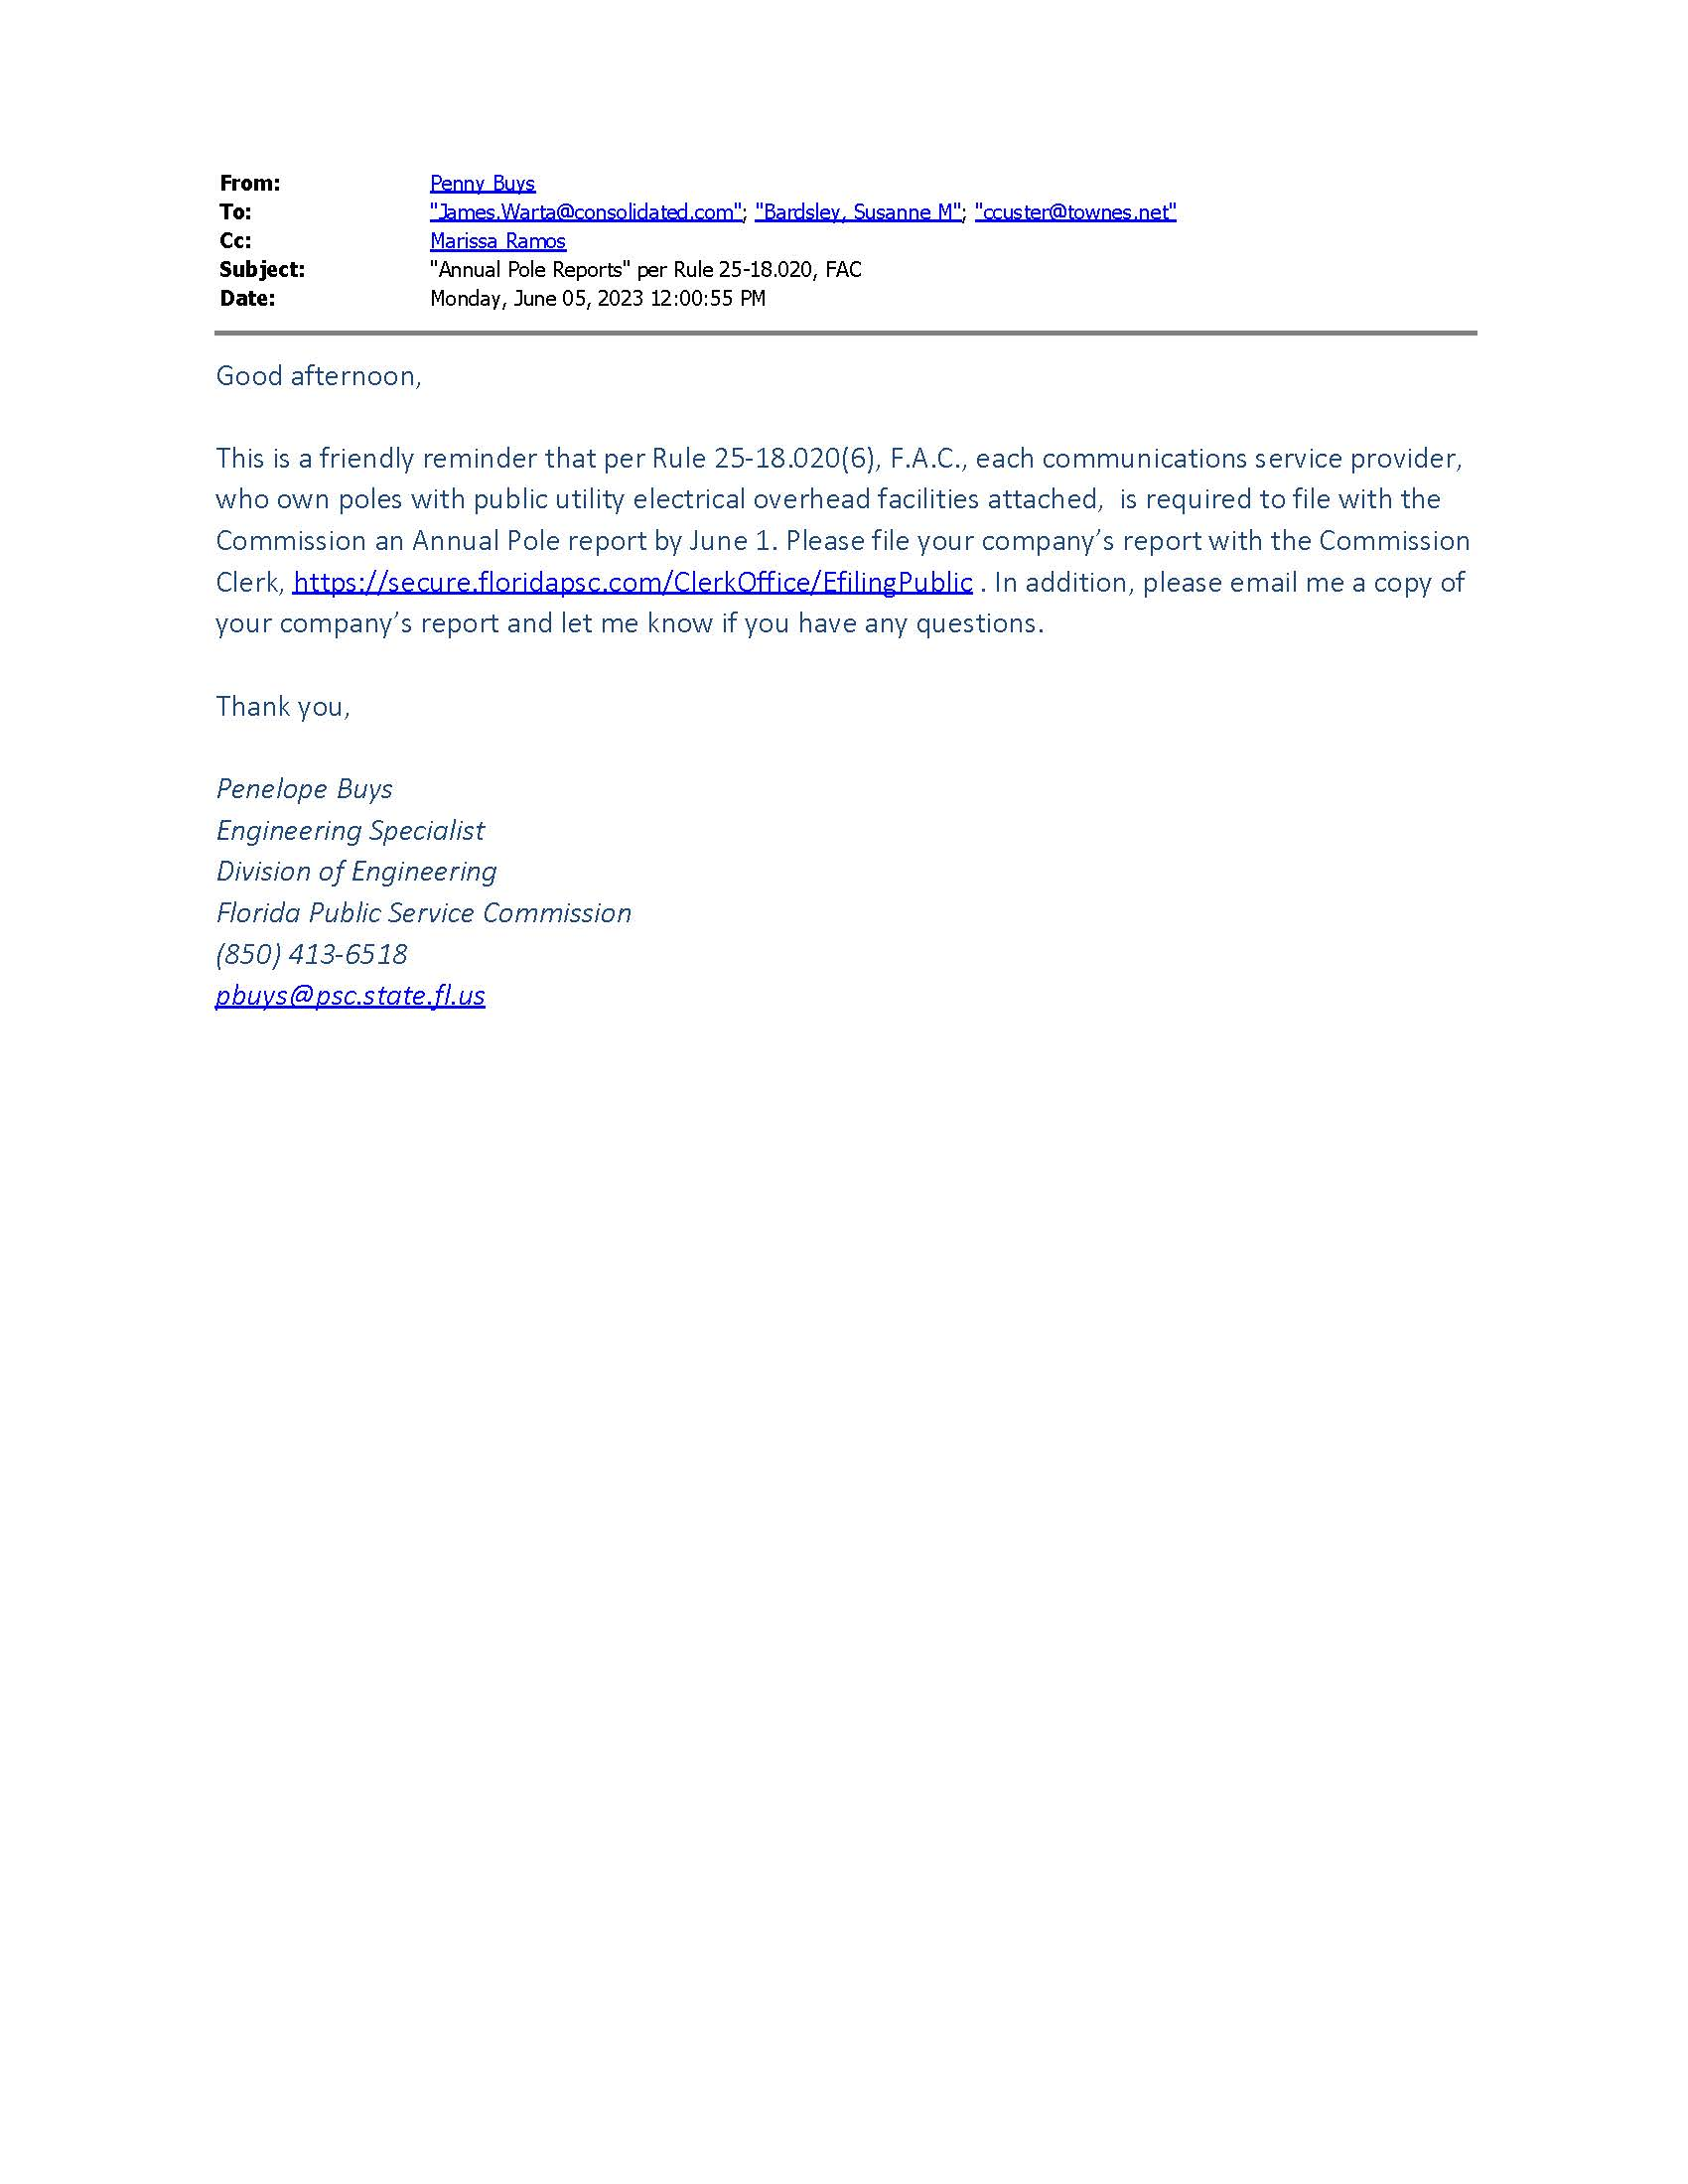 From: Penny Buys
To: "James.Warta@consolidated.com"; "Bardsley, Susanne M"; "ccuster@townes.net"
Cc: Marissa Ramos
Subject: "Annual Pole Reports" per Rule 25-18.020, FAC
Date: Monday, June 05, 2023 12:00:55 PM
Good afternoon,
This is a friendly reminder that per Rule 25-18.020(6), F.A.C., each communications service provider,
who own poles with public utility electrical overhead facilities attached,  is required to file with the
Commission an Annual Pole report by June 1. Please file your company’s report with the Commission
Clerk, https://secure.floridapsc.com/ClerkOffice/EfilingPublic . In addition, please email me a copy of
your company’s report and let me know if you have any questions.
Thank you,
Penelope Buys
Engineering Specialist
Division of Engineering
Florida Public Service Commission
(850) 413-6518
pbuys@psc.state.fl.us